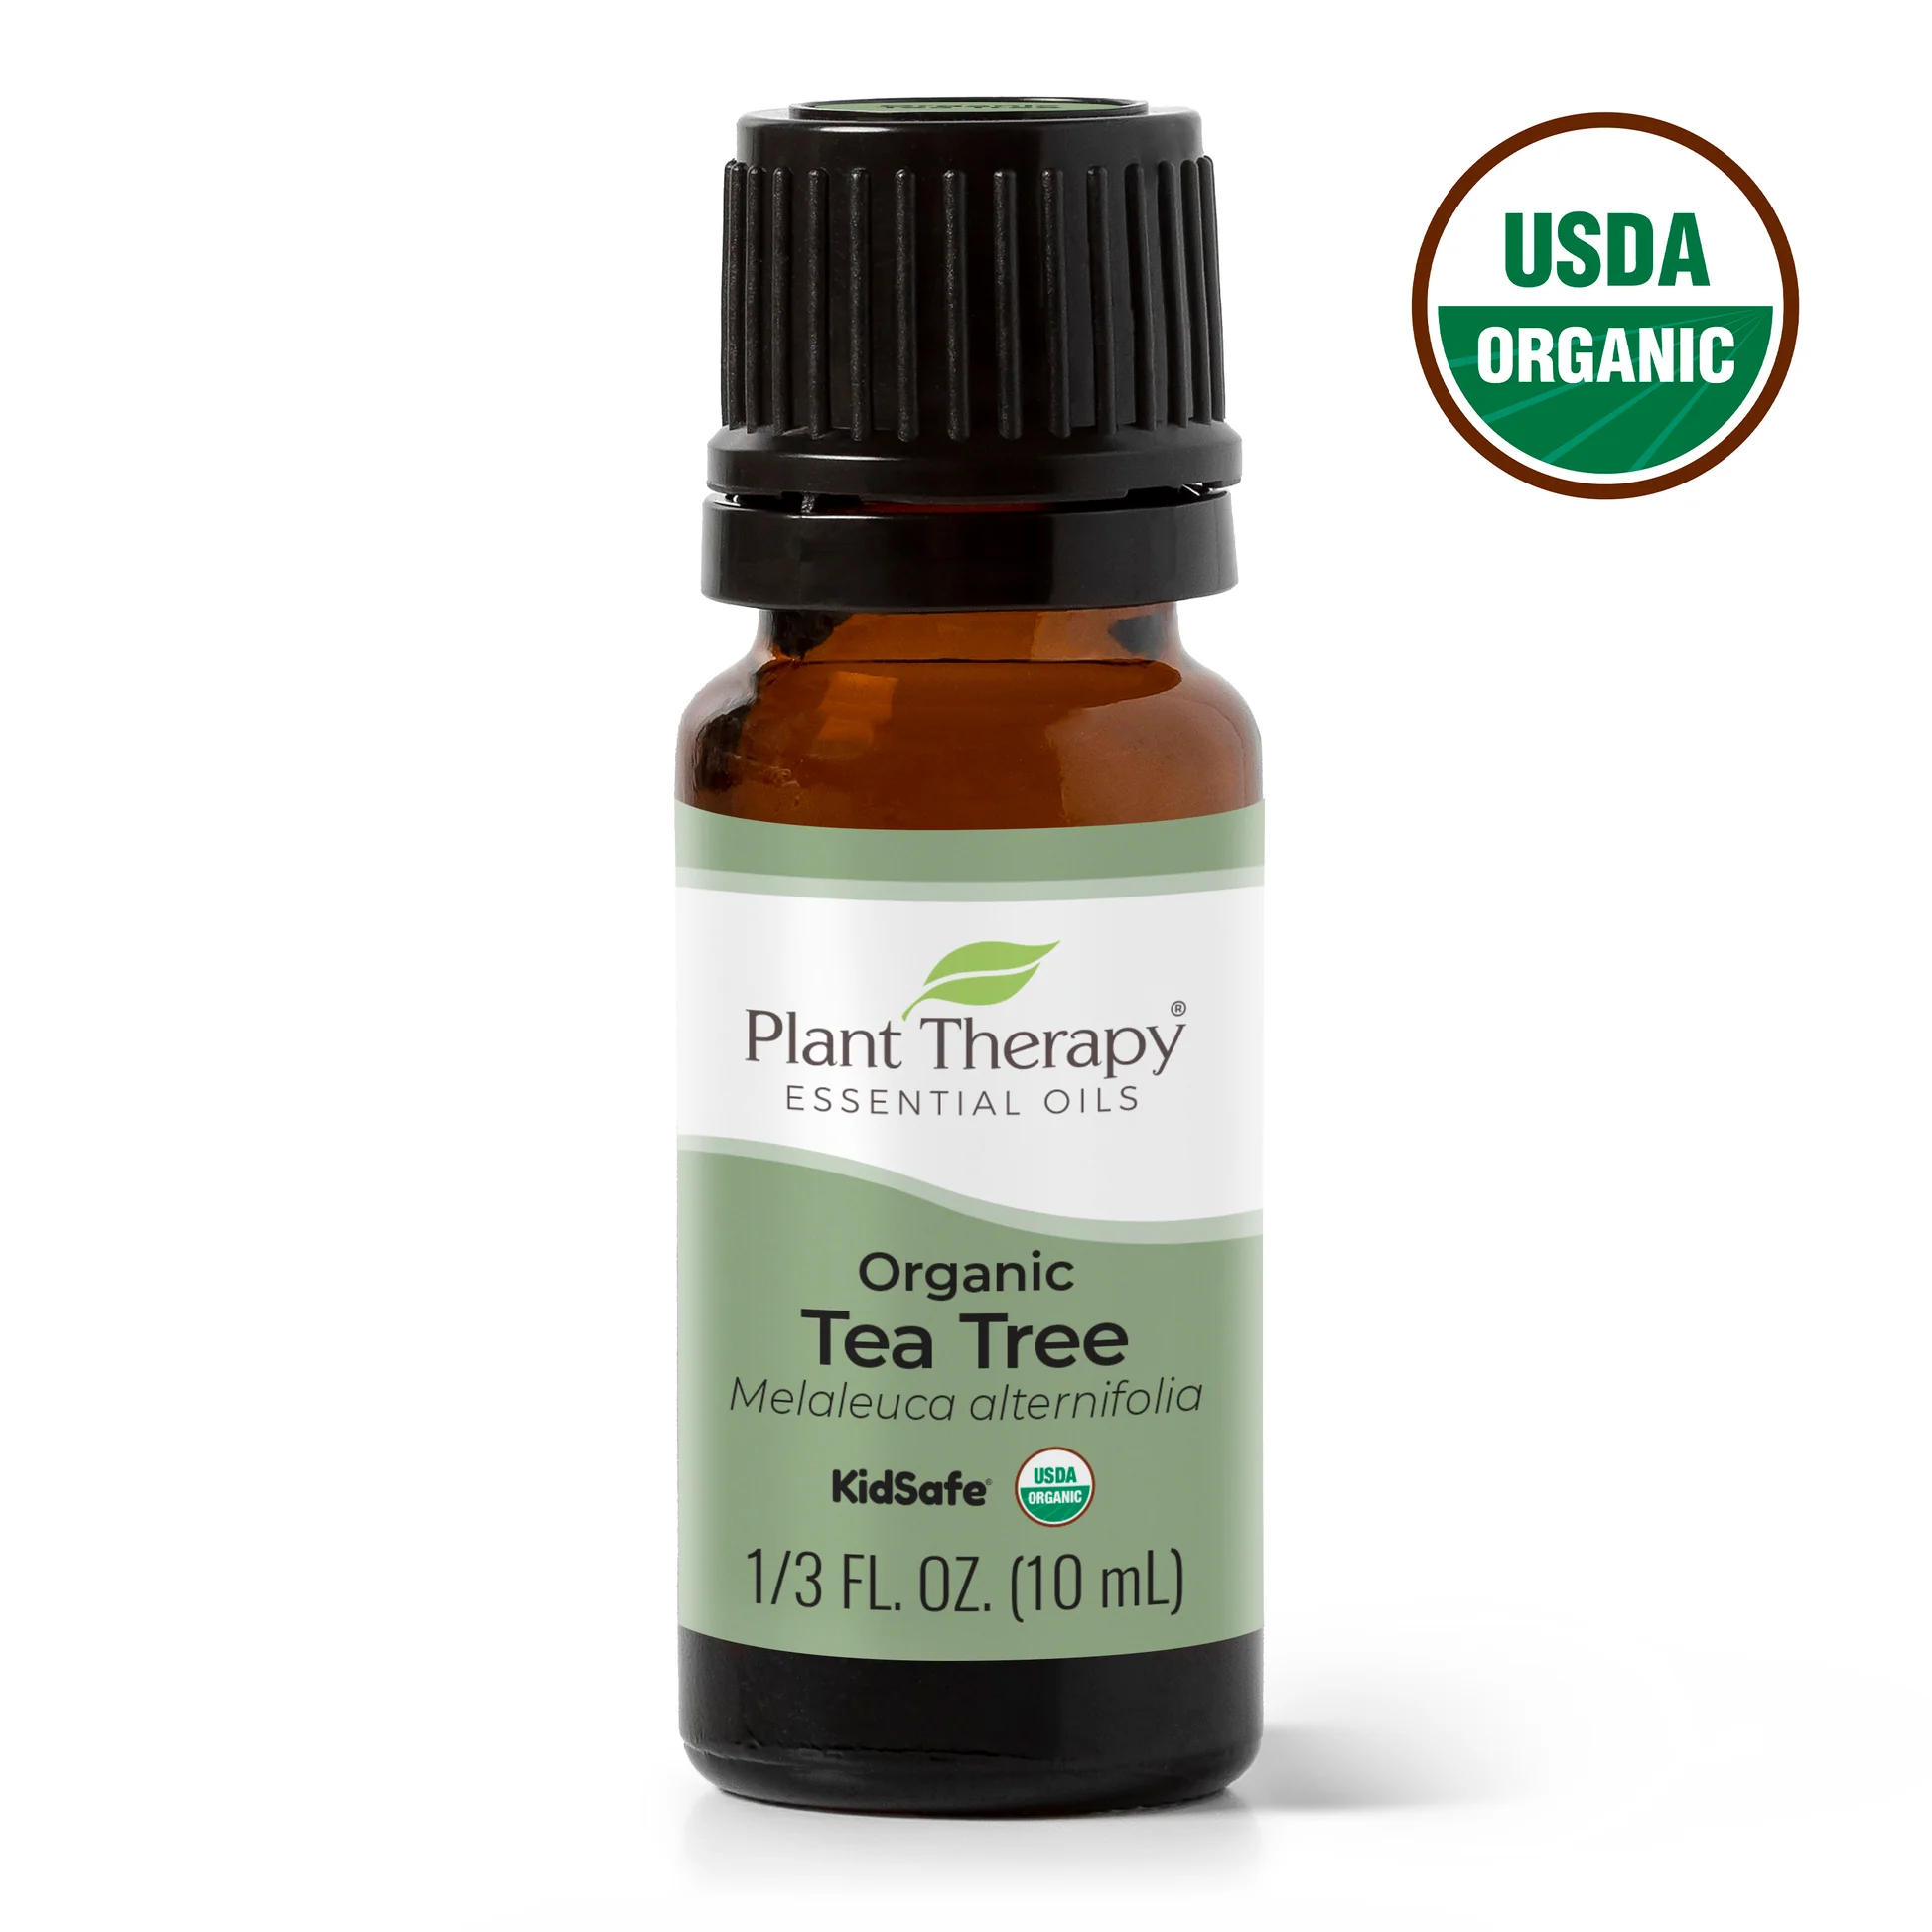 USDA
ORGANIC
Plant Therapy®
ESSENTIAL OILS
Organic
Tea Tree
Melaleuca alternifolia
KidSafe®
USDA
ORGANIC
1/3 FL. OZ. (10 mL)